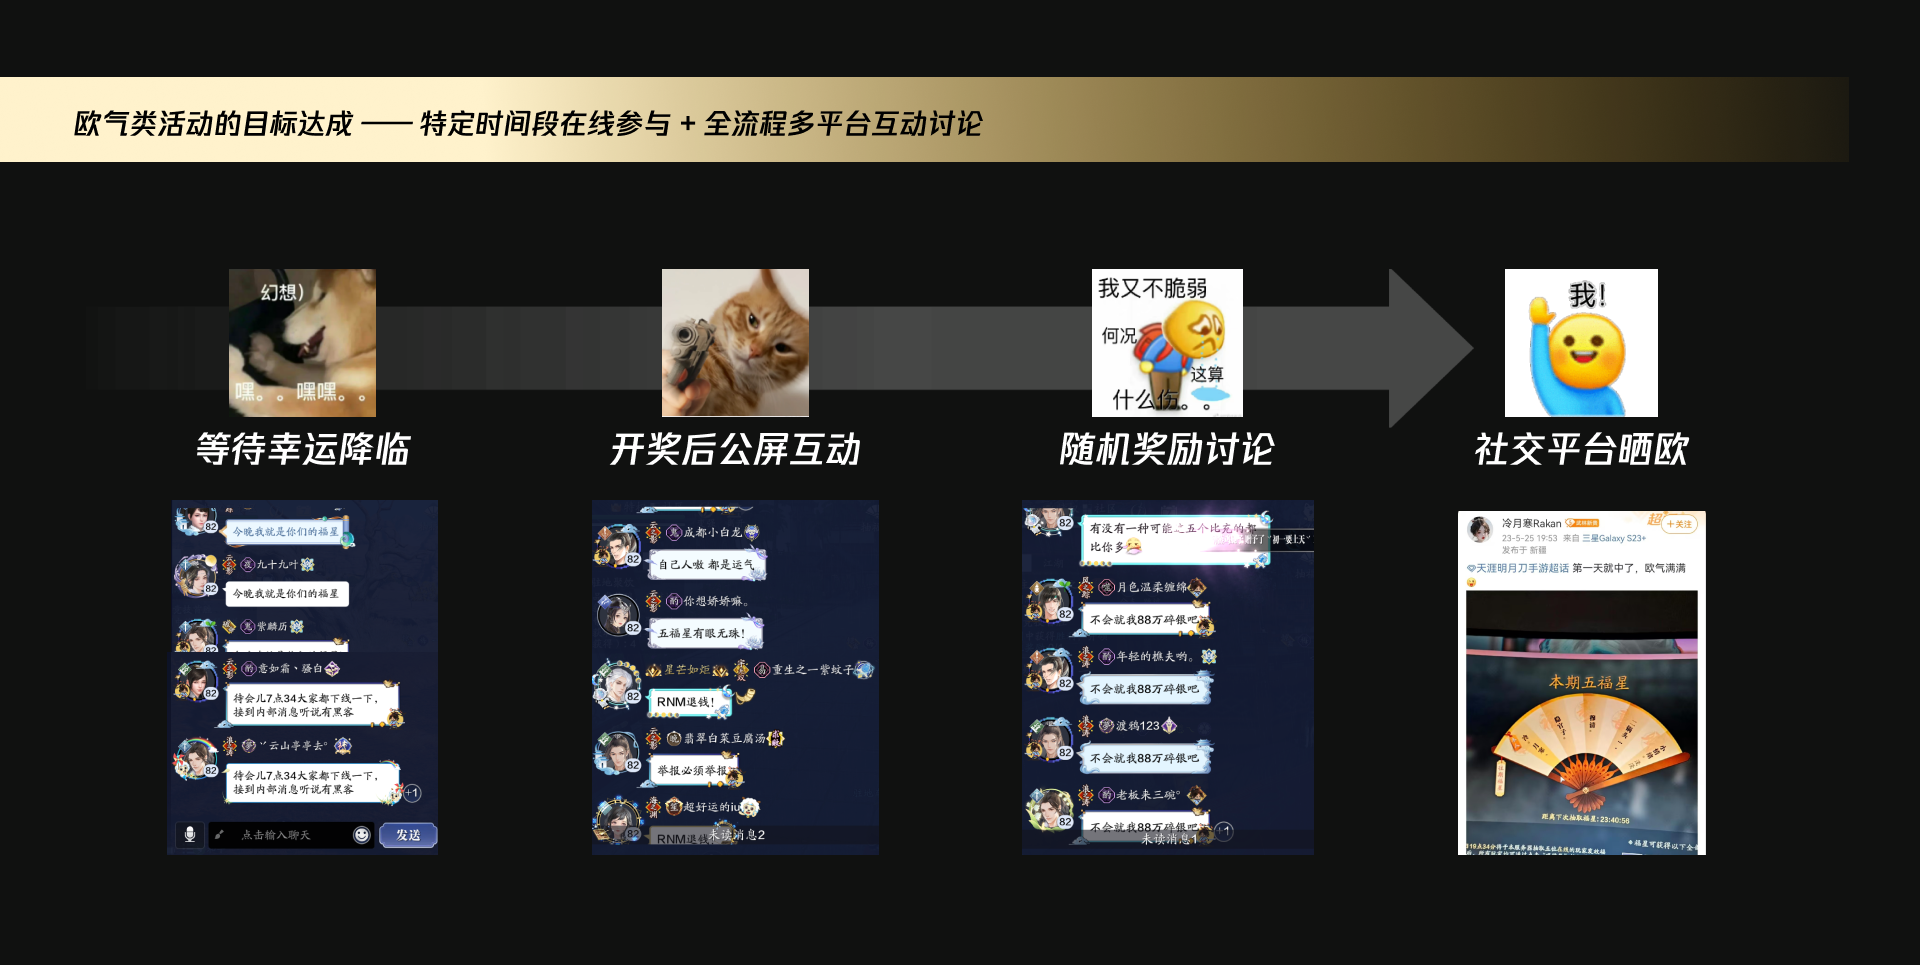 欧气类活动的目标达成 —— 特定时间段在线参与 + 全流程多平台互动讨论
幻想）
嘿。。嘿嘿。。
我又不脆弱
何况
这算
什么伤。。
我！
等待幸运降临
开奖后公屏互动
随机奖励讨论
社交平台晒欧
82
今晚我就是你们的福星
九十九叶
82
今晚我就是你们的福星
紫麟历
82
意如霜丶骚白
82
待会儿7点34大家都下线一下，
接到内部消息听说有黑客
云山亭亭去°
82
待会儿7点34大家都下线一下，
接到内部消息听说有黑客
+1
点击输入聊天
发送
成都小白龙
82
自己人嗷 都是运气
你想娇娇嘛。
82
五福星有眼无珠！
星芒如炬
重生之一紫蚊子
82
RNM退钱！
翡翠白菜豆腐汤
82
举报必须举报
超好运的iu
82
RNM退钱
未读消息2
82
有没有一种可能之五个比充的都
比你多
月色温柔缠绵
82
不会就我88万碎银吧
年轻的樵夫哟。
82
不会就我88万碎银吧
渡鸦123
82
不会就我88万碎银吧
老板来三碗°
82
不会就我88万碎银吧
+1
未读消息1
冷月寒Rakan
超
+关注
23-5-25 19:53 来自 三星Galaxy S23+
发布于 新疆
天涯明月刀手游超话 第一天就中了，欧气满满
本期五福星
距离下次抽取福星：23:40:56
福星可获得以下全